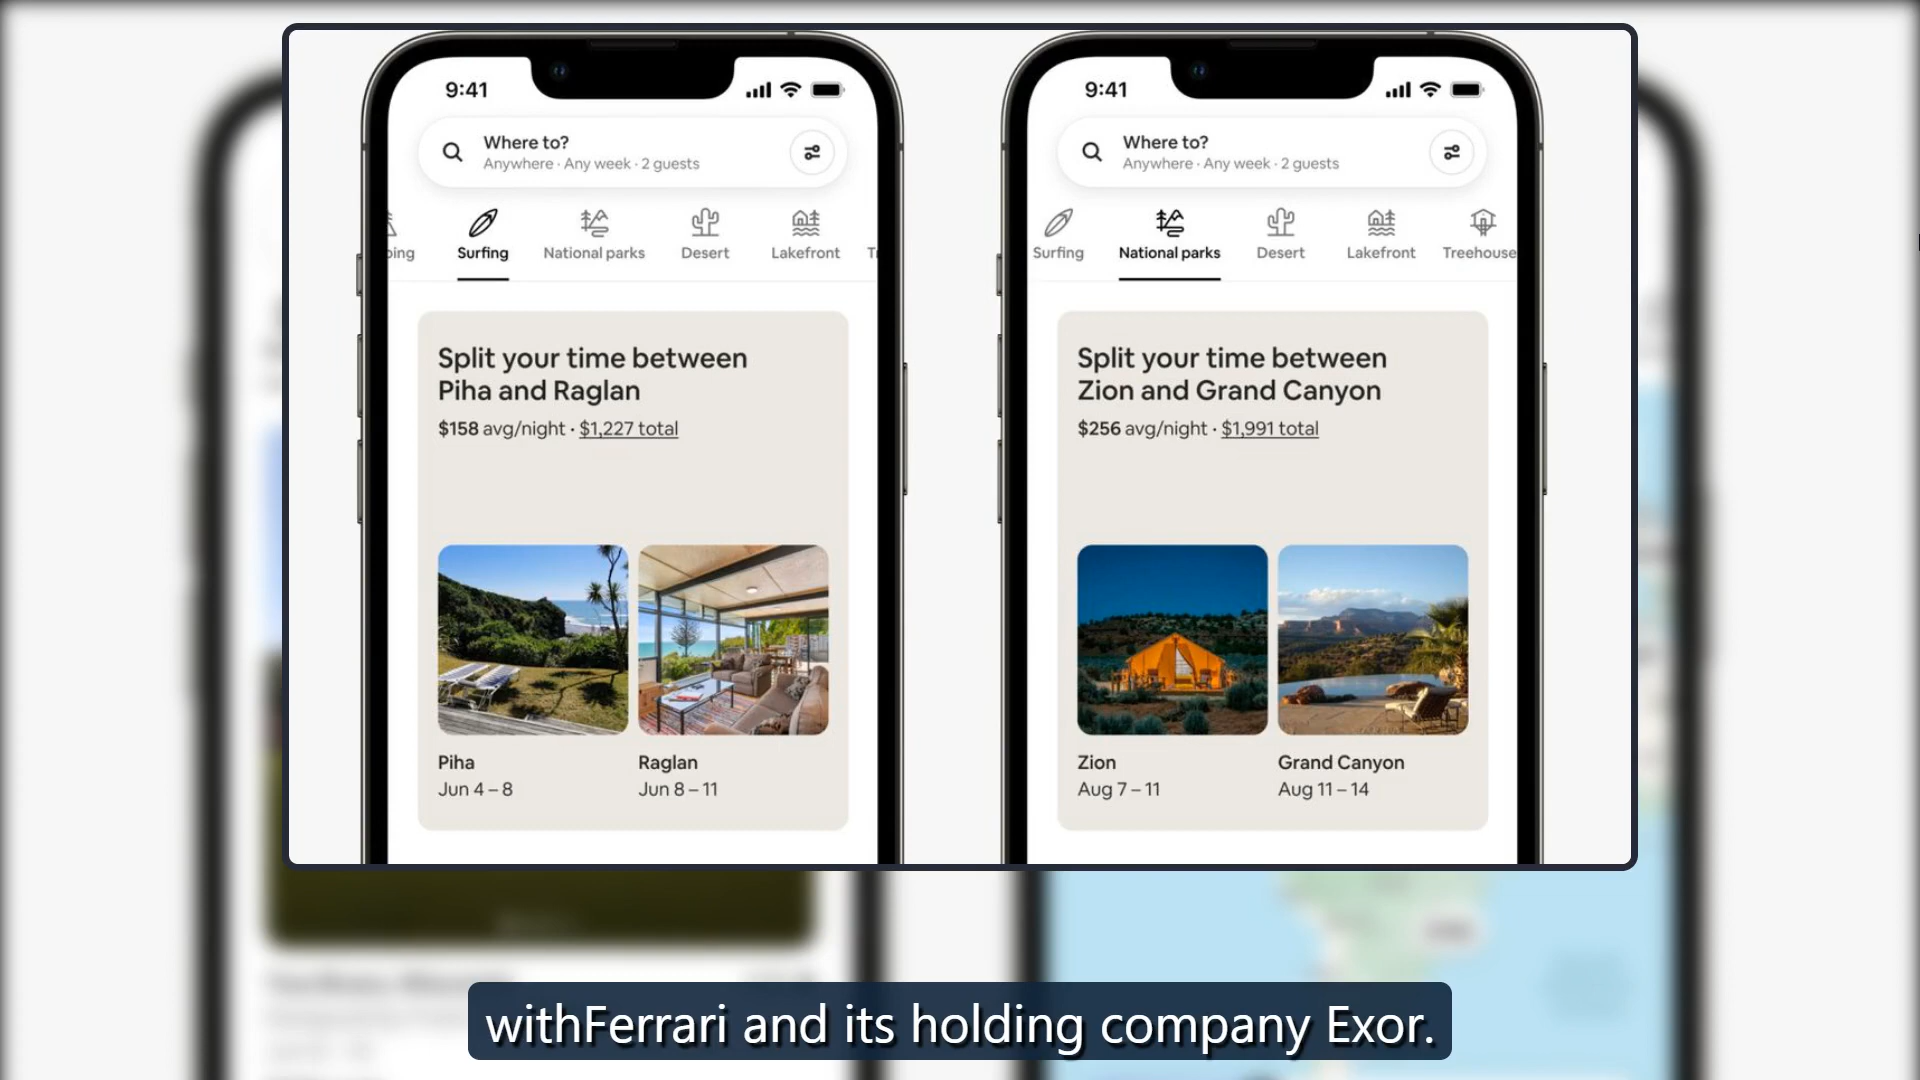 9:41
Where to?
Anywhere · Any week · 2 guests
Surfing
National parks
Desert
Lakefront
Split your time between
Piha and Raglan
$158 avg/night · $1,227 total
Piha
Jun 4 – 8
Raglan
Jun 8 – 11
9:41
Where to?
Anywhere · Any week · 2 guests
Surfing
National parks
Desert
Lakefront
Treehouse
Split your time between
Zion and Grand Canyon
$256 avg/night · $1,991 total
Zion
Aug 7 – 11
Grand Canyon
Aug 11 – 14
withFerrari and its holding company Exor.